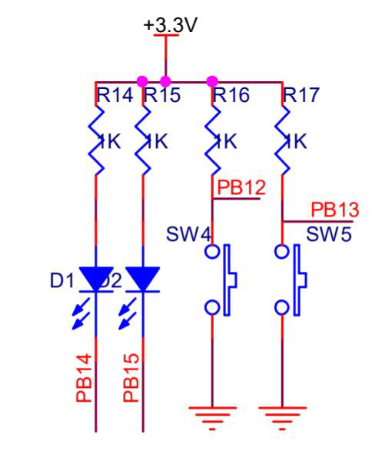 +3.3V
R14 R15 R16 R17
1K 1K 1K 1K
PB12
PB13
SW4 SW5
D1 D2
PB14 PB15